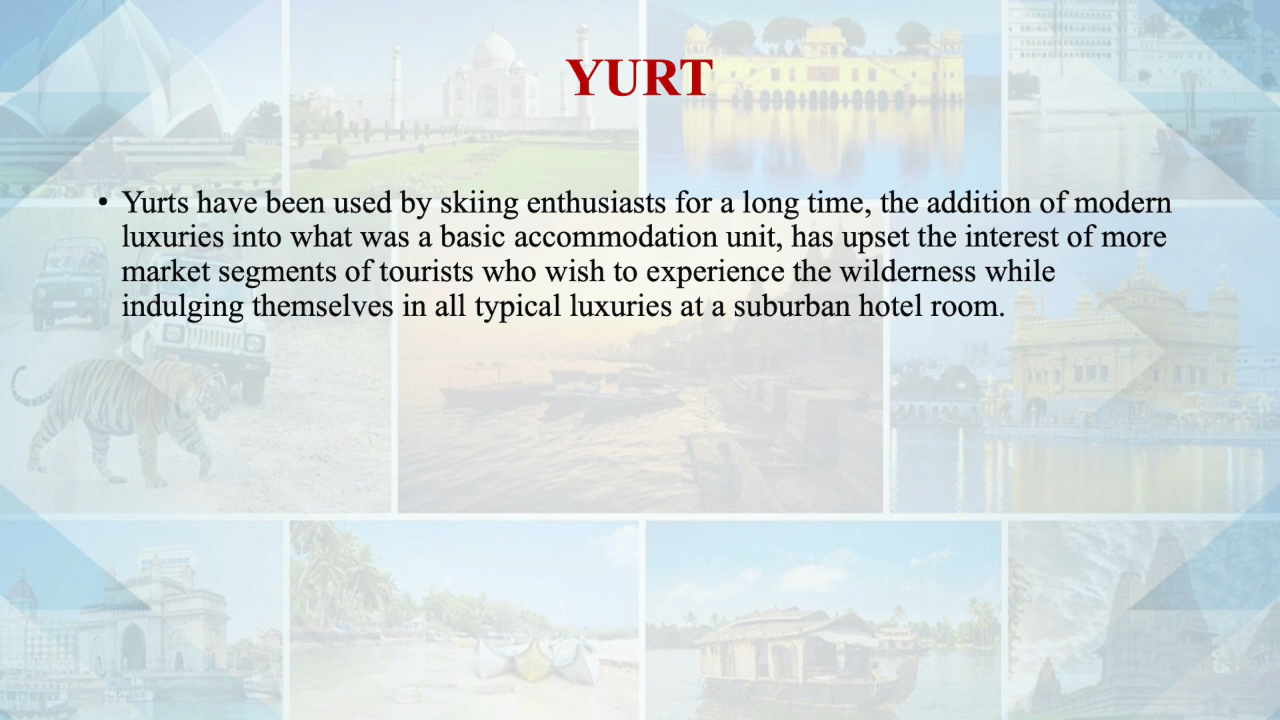 YURT
• Yurts have been used by skiing enthusiasts for a long time, the addition of modern
luxuries into what was a basic accommodation unit, has upset the interest of more
market segments of tourists who wish to experience the wilderness while
indulging themselves in all typical luxuries at a suburban hotel room.